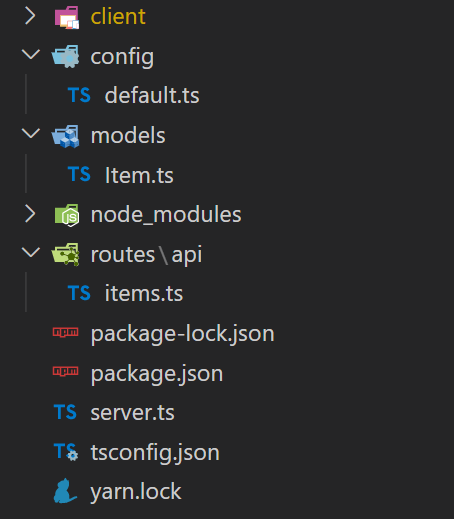 client
config
TS default.ts
models
TS Item.ts
JS node_modules
routes\api
TS items.ts
package-lock.json
package.json
TS server.ts
TS tsconfig.json
yarn.lock